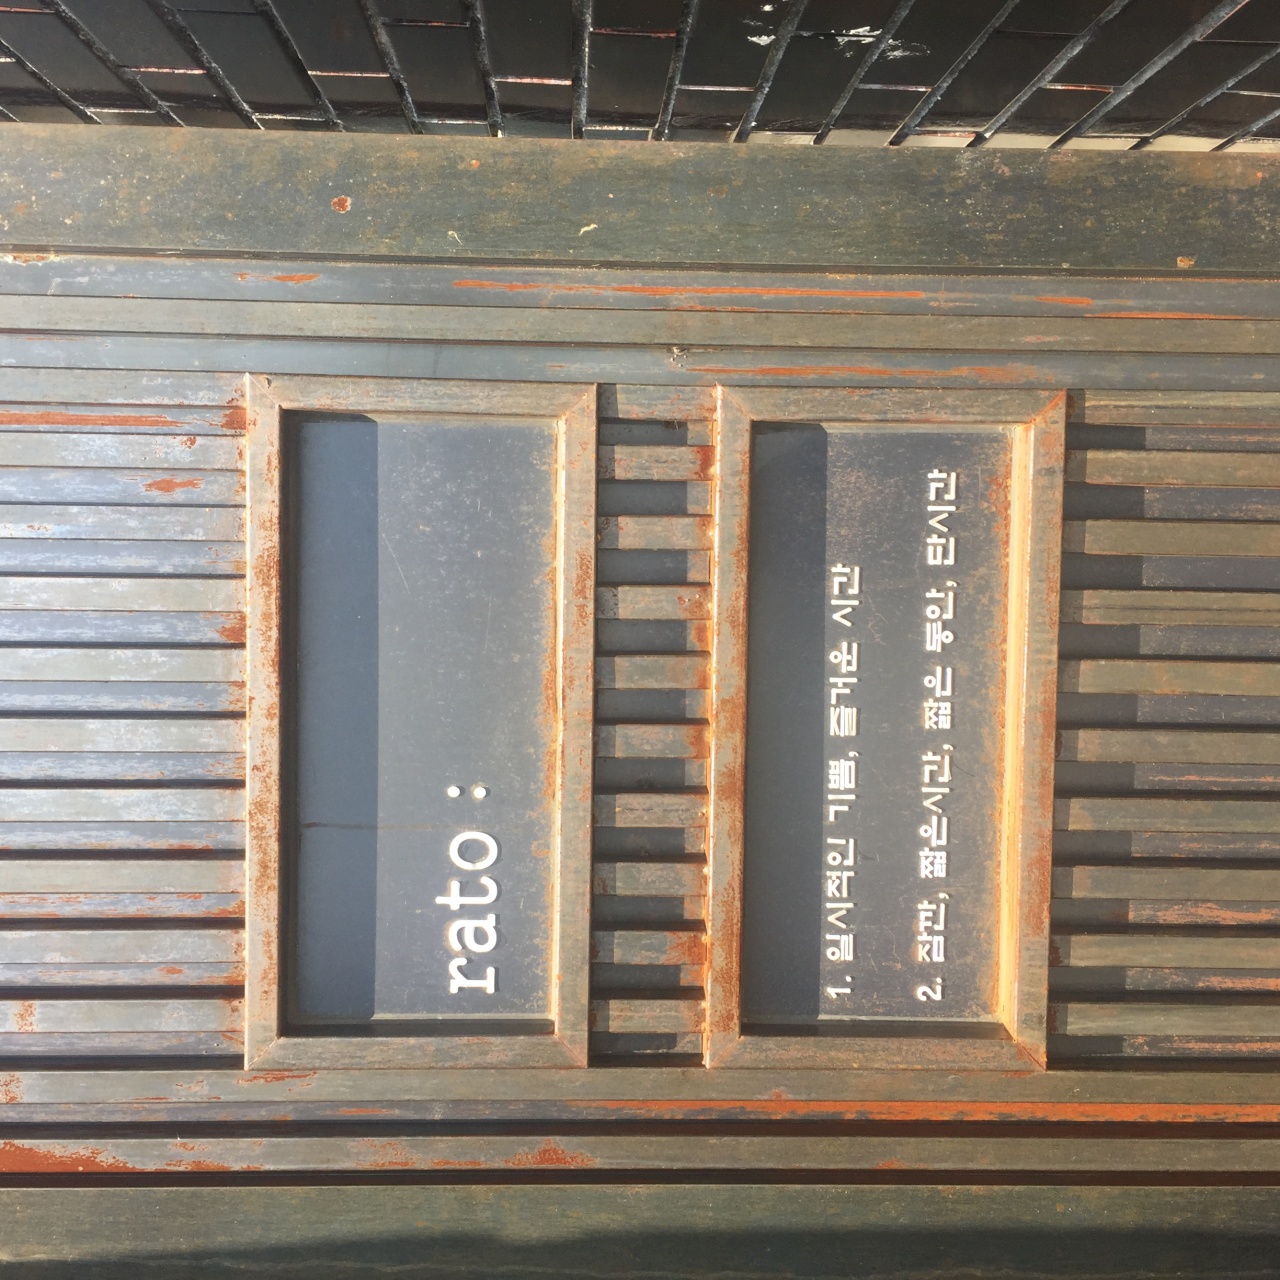 rato:
1. 일시적인 기쁨, 즐거운 시간
2. 잠깐, 짧은시간, 짧은 동안, 단시간